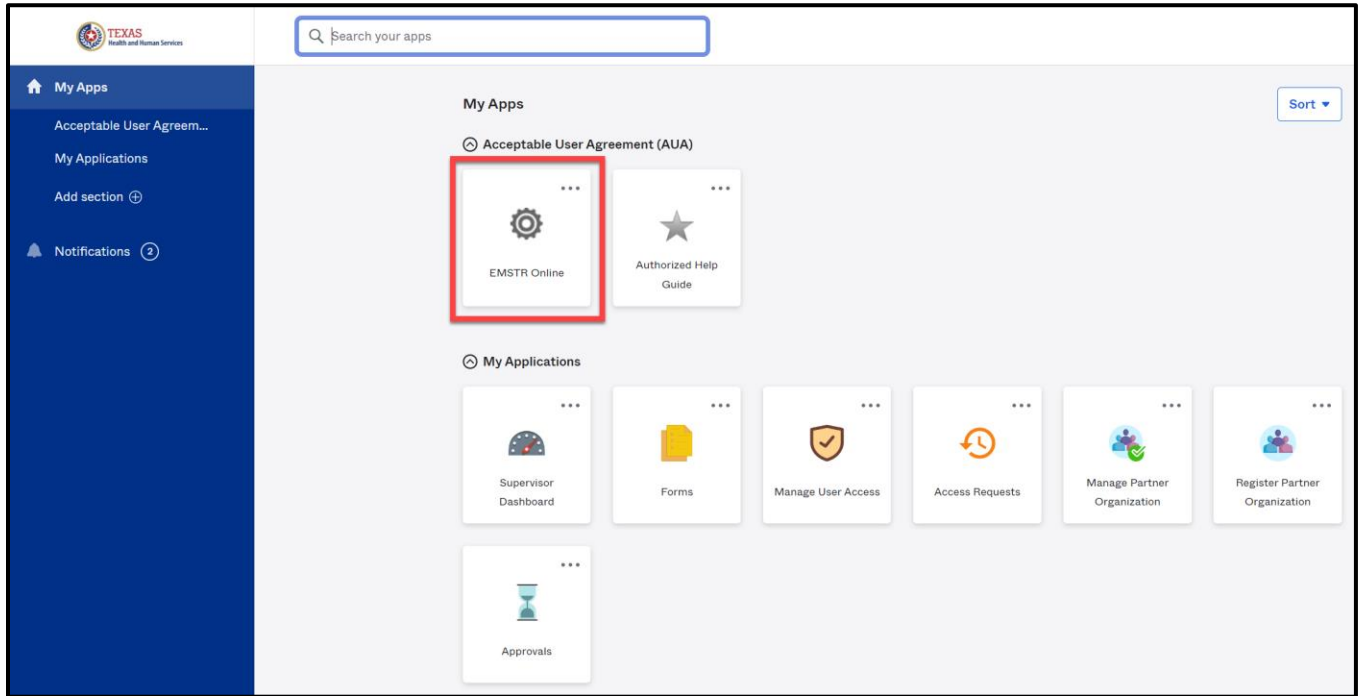 TEXAS
Health and Human Services
Search your apps
My Apps
Acceptable User Agreem...
My Applications
Add section
Notifications 2
My Apps
Sort
Acceptable User Agreement (AUA)
EMSTR Online
Authorized Help
Guide
My Applications
Supervisor
Dashboard
Forms
Manage User Access
Access Requests
Manage Partner
Organization
Register Partner
Organization
Approvals